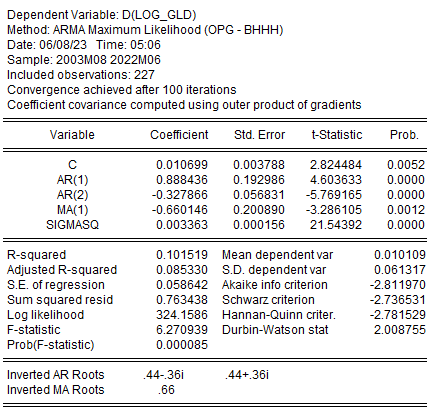 Dependent Variable: D(LOG_GLD)
Method: ARMA Maximum Likelihood (OPG - BHHH)
Date: 06/08/23 Time: 05:06
Sample: 2003M08 2022M06
Included observations: 227
Convergence achieved after 100 iterations
Coefficient covariance computed using outer product of gradients
Variable Coefficient Std. Error t-Statistic Prob.
C 0.010699 0.003788 2.824484 0.0052
AR(1) 0.888436 0.192986 4.603633 0.0000
AR(2) -0.327866 0.056831 -5.769165 0.0000
MA(1) -0.660146 0.200890 -3.286105 0.0012
SIGMASQ 0.003363 0.000156 21.54392 0.0000
R-squared 0.101519 Mean dependent var 0.010109
Adjusted R-squared 0.085330 S.D. dependent var 0.061317
S.E. of regression 0.058642 Akaike info criterion -2.811970
Sum squared resid 0.763438 Schwarz criterion -2.736531
Log likelihood 324.1586 Hannan-Quinn criter. -2.781529
F-statistic 6.270939 Durbin-Watson stat 2.008755
Prob(F-statistic) 0.000085
Inverted AR Roots .44-.36i .44+.36i
Inverted MA Roots .66